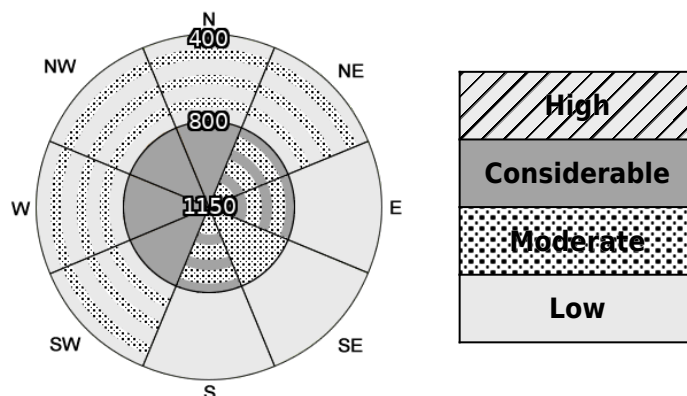 N
400
NW
NE
800
W
1150
E
SW
SE
S
High
Considerable
Moderate
Low